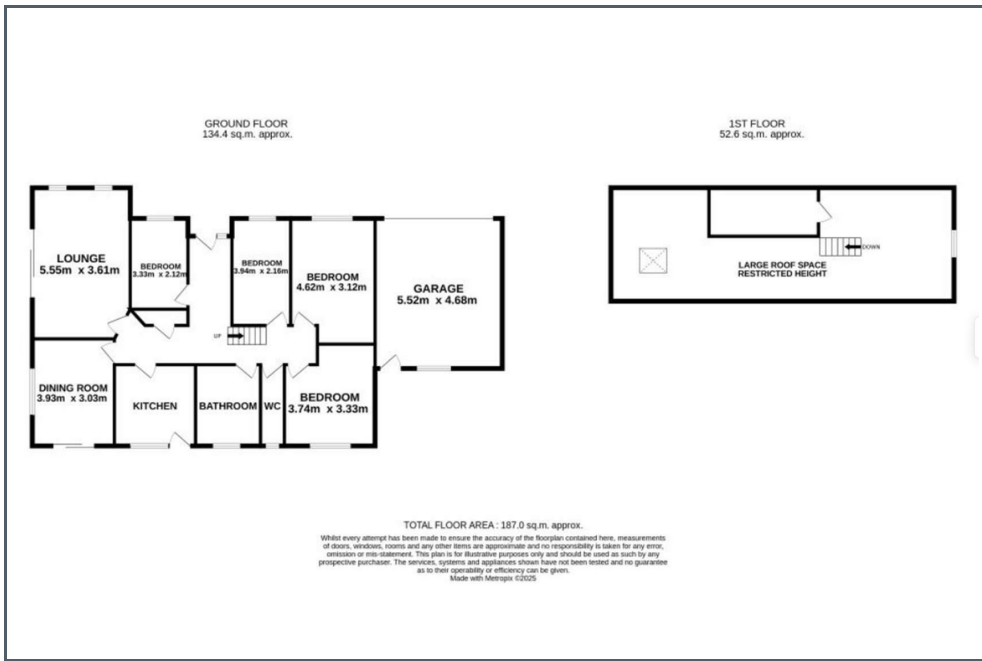 GROUND FLOOR
134.4 sq.m. approx.
1ST FLOOR
52.6 sq.m. approx.
LOUNGE
5.55m x 3.61m
BEDROOM
3.33m x 2.12m
BEDROOM
3.94m x 2.16m
BEDROOM
4.62m x 3.12m
GARAGE
5.52m x 4.68m
UP
DINING ROOM
3.93m x 3.03m
KITCHEN
BATHROOM
WC
BEDROOM
3.74m x 3.33m
DOWN
LARGE ROOF SPACE
RESTRICTED HEIGHT
TOTAL FLOOR AREA : 187.0 sq.m. approx.
Whilst every attempt has been made to ensure the accuracy of the floorplan contained here, measurements
of doors, windows, rooms and any other items are approximate and no responsibility is taken for any error,
omission or mis-statement. This plan is for illustrative purposes only and should be used as such by any
prospective purchaser. The services, systems and appliances shown have not been tested and no guarantee
as to their operability or efficiency can be given.
Made with Metropix ©2025